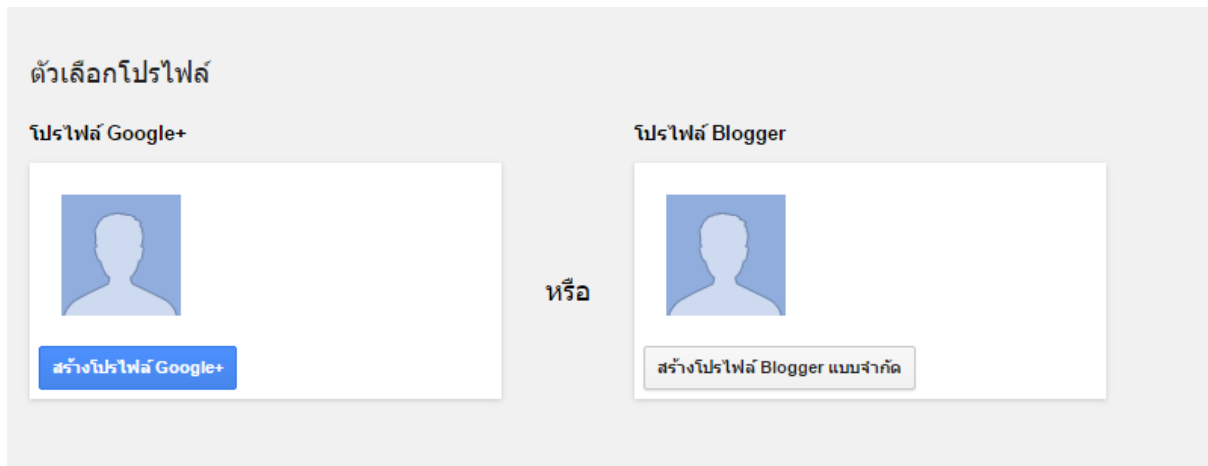 ตัวเลือกโปรไฟล์
โปรไฟล์ Google+
สร้างโปรไฟล์ Google+
หรือ
โปรไฟล์ Blogger
สร้างโปรไฟล์ Blogger แบบจำกัด